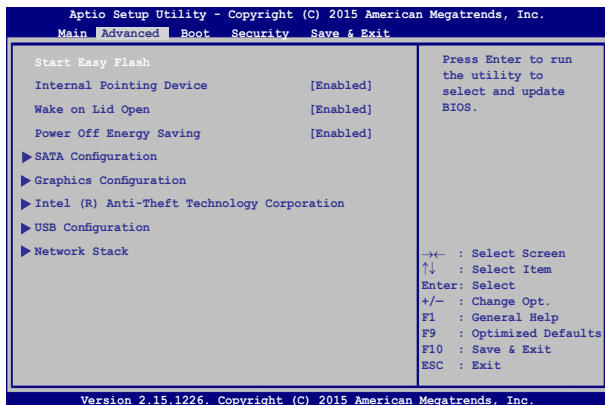 Aptio Setup Utility - Copyright (C) 2015 American Megatrends, Inc.
Main Advanced Boot Security Save & Exit
Start Easy Flash
Internal Pointing Device [Enabled]
Wake on Lid Open [Enabled]
Power Off Energy Saving [Enabled]
SATA Configuration
Graphics Configuration
Intel (R) Anti-Theft Technology Corporation
USB Configuration
Network Stack
Press Enter to run
the utility to
select and update
BIOS.
→← : Select Screen
↑↓ : Select Item
Enter: Select
+/— : Change Opt.
F1 : General Help
F9 : Optimized Defaults
F10 : Save & Exit
ESC : Exit
Version 2.15.1226. Copyright (C) 2015 American Megatrends, Inc.